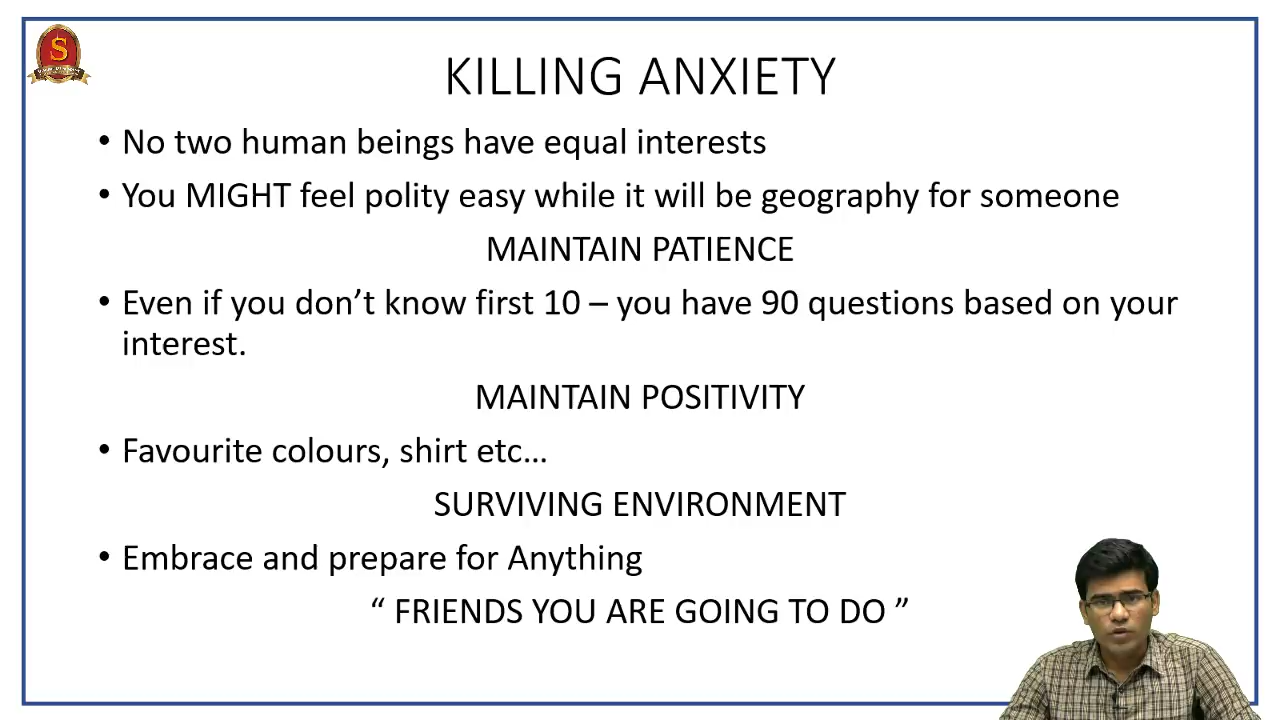 S
KILLING ANXIETY
• No two human beings have equal interests
• You MIGHT feel polity easy while it will be geography for someone
MAINTAIN PATIENCE
• Even if you don’t know first 10 – you have 90 questions based on your
interest.
MAINTAIN POSITIVITY
• Favourite colours, shirt etc…
SURVIVING ENVIRONMENT
• Embrace and prepare for Anything
“ FRIENDS YOU ARE GOING TO DO ”